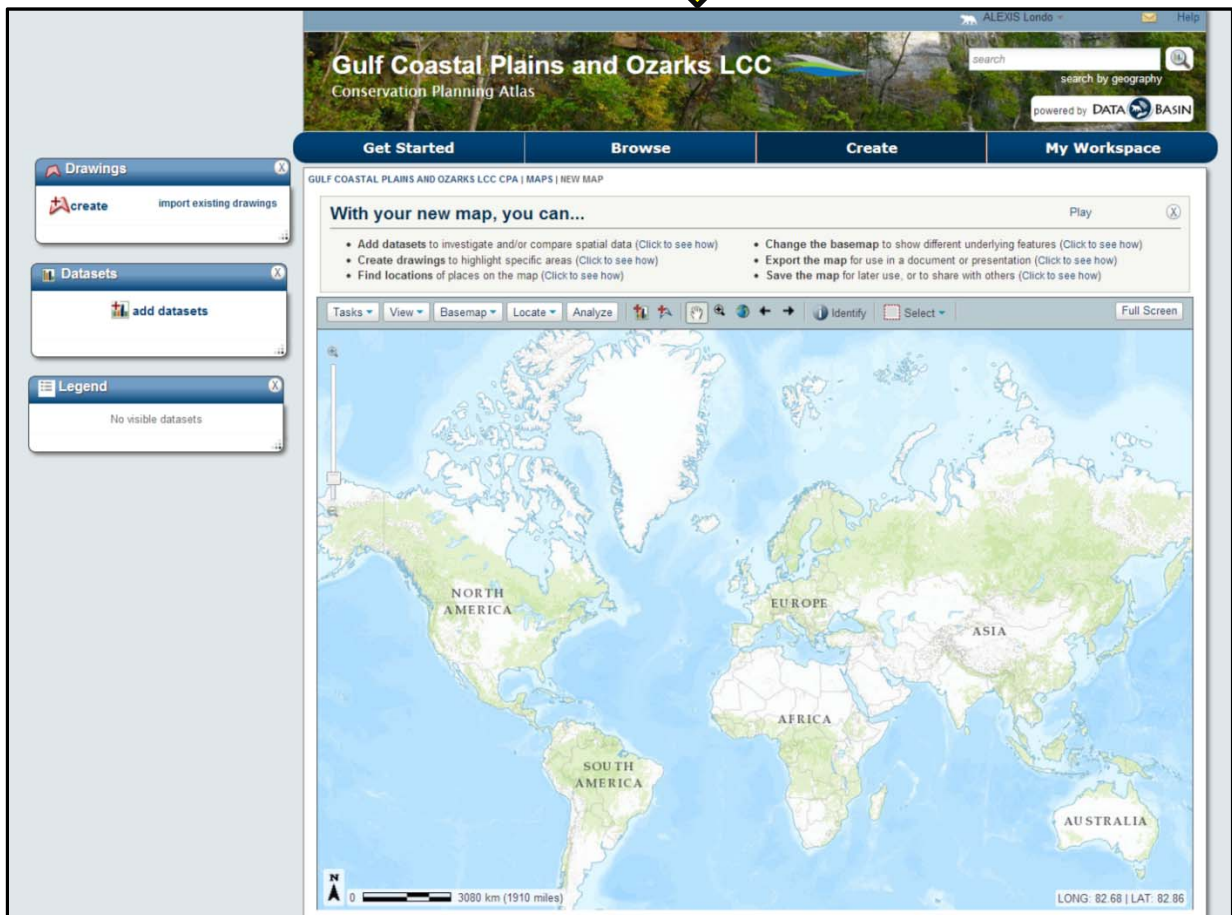 ALEXIS Londo
Help
Gulf Coastal Plains and Ozarks LCC
Conservation Planning Atlas
search
search by geography
powered by DATA BASIN
Get Started
Browse
Create
My Workspace
Drawings
create
import existing drawings
Datasets
add datasets
Legend
No visible datasets
GULF COASTAL PLAINS AND OZARKS LCC CPA | MAPS | NEW MAP
With your new map, you can...
Play
• Add datasets to investigate and/or compare spatial data (Click to see how)
• Create drawings to highlight specific areas (Click to see how)
• Find locations of places on the map (Click to see how)
• Change the basemap to show different underlying features (Click to see how)
• Export the map for use in a document or presentation (Click to see how)
• Save the map for later use, or to share with others (Click to see how)
Tasks View Basemap Locate Analyze Identify Select Full Screen
NORTH
AMERICA
EUROPE
ASIA
AFRICA
SOUTH
AMERICA
AUSTRALIA
N
0 3080 km (1910 miles)
LONG: 82.68 | LAT: 82.86